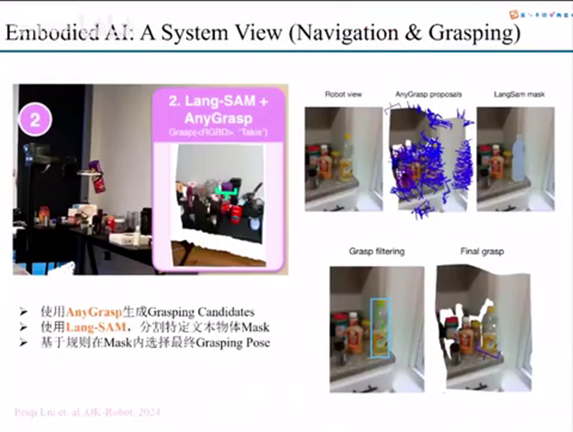 Embodied AI: A System View (Navigation & Grasping)
2
2. Lang-SAM +
AnyGrasp
Grasp(<RGBD>, "Takis")
Robot view
AnyGrasp proposals
LangSam mask
Grasp filtering
Final grasp
➢ 使用AnyGrasp生成Grasping Candidates
➢ 使用Lang-SAM，分割特定文本物体Mask
➢ 基于规则在Mask内选择最终Grasping Pose
Peiqi Liu et. al.,OK-Robot, 2024